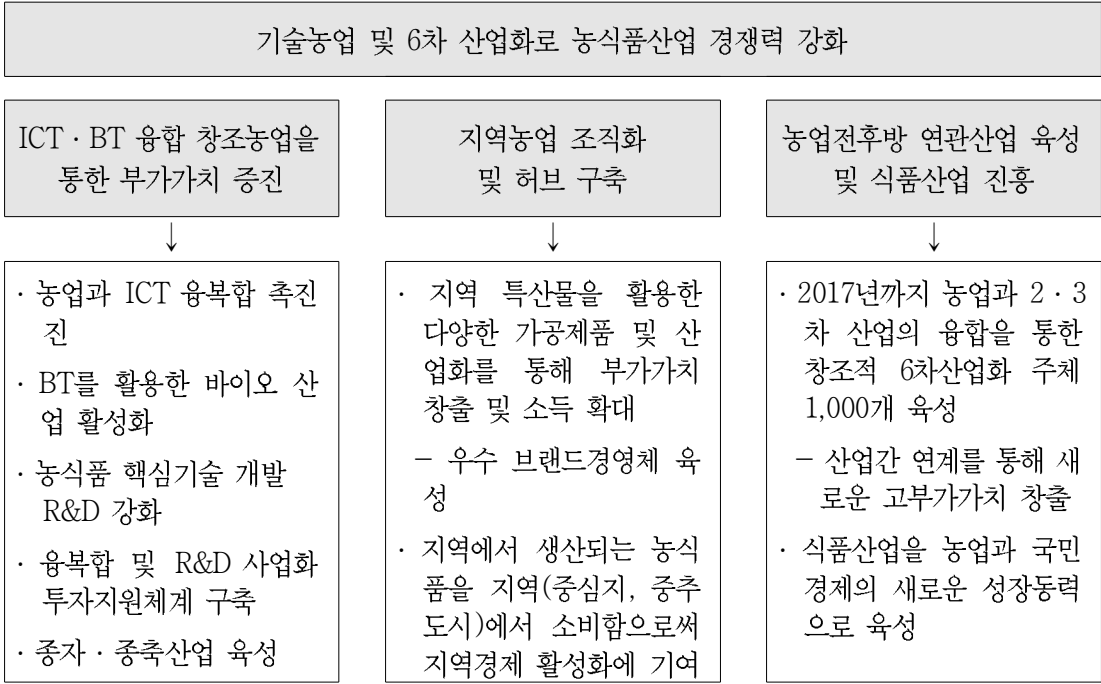 기술농업 및 6차 산업화로 농식품산업 경쟁력 강화
ICT · BT 융합 창조농업을
통한 부가가치 증진
· 농업과 ICT 융복합 촉진
진
· BT를 활용한 바이오 산
업 활성화
· 농식품 핵심기술 개발
R&D 강화
· 융복합 및 R&D 사업화
투자지원체계 구축
· 종자 · 종축산업 육성
지역농업 조직화
및 허브 구축
· 지역 특산물을 활용한
다양한 가공제품 및 산
업화를 통해 부가가치
창출 및 소득 확대
- 우수 브랜드경영체 육
성
· 지역에서 생산되는 농식
품을 지역(중심지, 중추
도시)에서 소비함으로써
지역경제 활성화에 기여
농업전후방 연관산업 육성
및 식품산업 진흥
· 2017년까지 농업과 2 · 3
차 산업의 융합을 통한
창조적 6차산업화 주체
1,000개 육성
- 산업간 연계를 통해 새
로운 고부가가치 창출
· 식품산업을 농업과 국민
경제의 새로운 성장동력
으로 육성